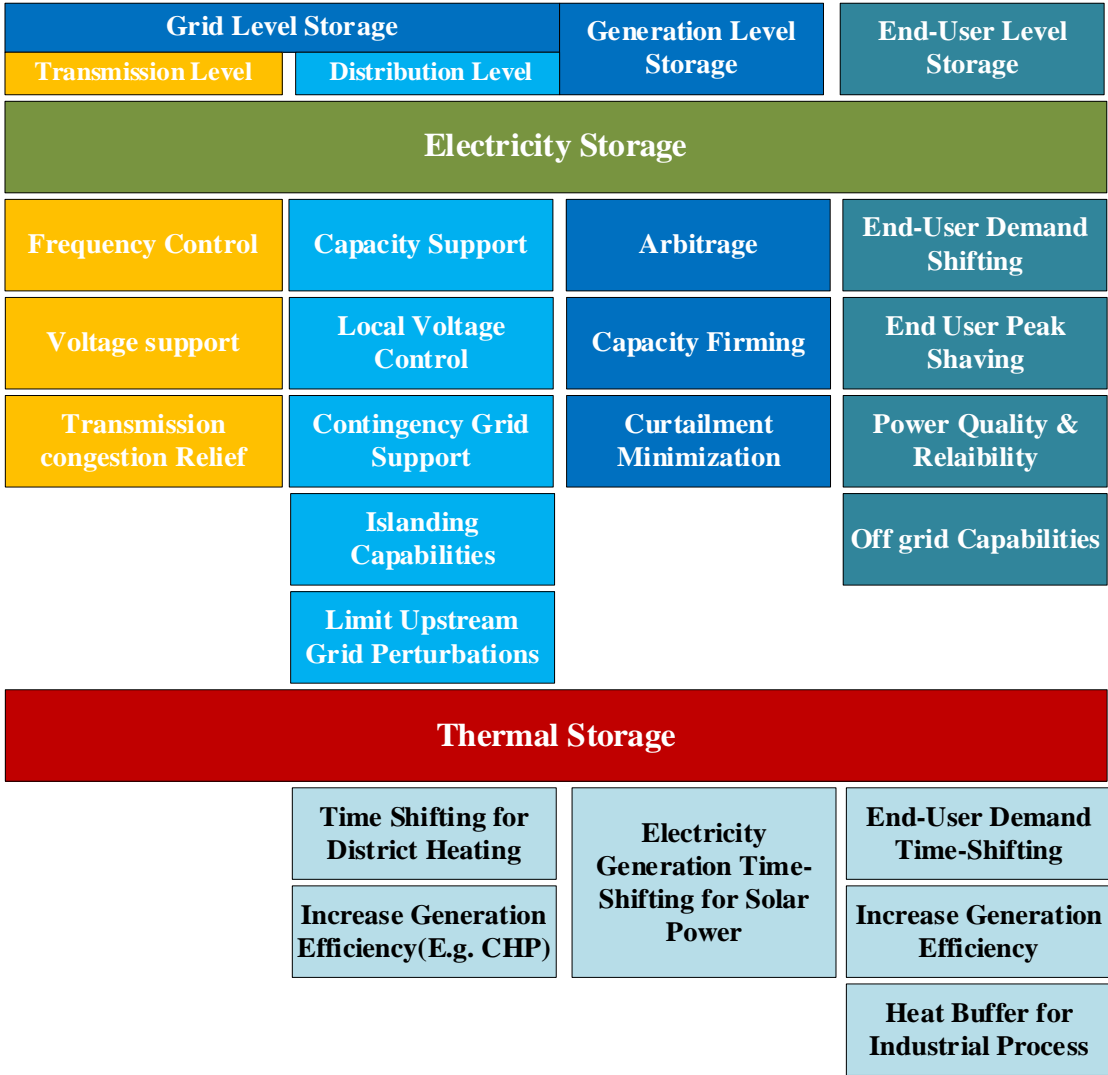 Grid Level Storage
Transmission Level
Distribution Level
Generation Level
Storage
End-User Level
Storage
Electricity Storage
Frequency Control
Capacity Support
Arbitrage
End-User Demand
Shifting
Voltage support
Local Voltage
Control
Capacity Firming
End User Peak
Shaving
Transmission
congestion Relief
Contingency Grid
Support
Curtailment
Minimization
Power Quality &
Relaibility
Islanding
Capabilities
Off grid Capabilities
Limit Upstream
Grid Perturbations
Thermal Storage
Time Shifting for
District Heating
Electricity
Generation Time-
Shifting for Solar
Power
End-User Demand
Time-Shifting
Increase Generation
Efficiency(E.g. CHP)
Increase Generation
Efficiency
Heat Buffer for
Industrial Process